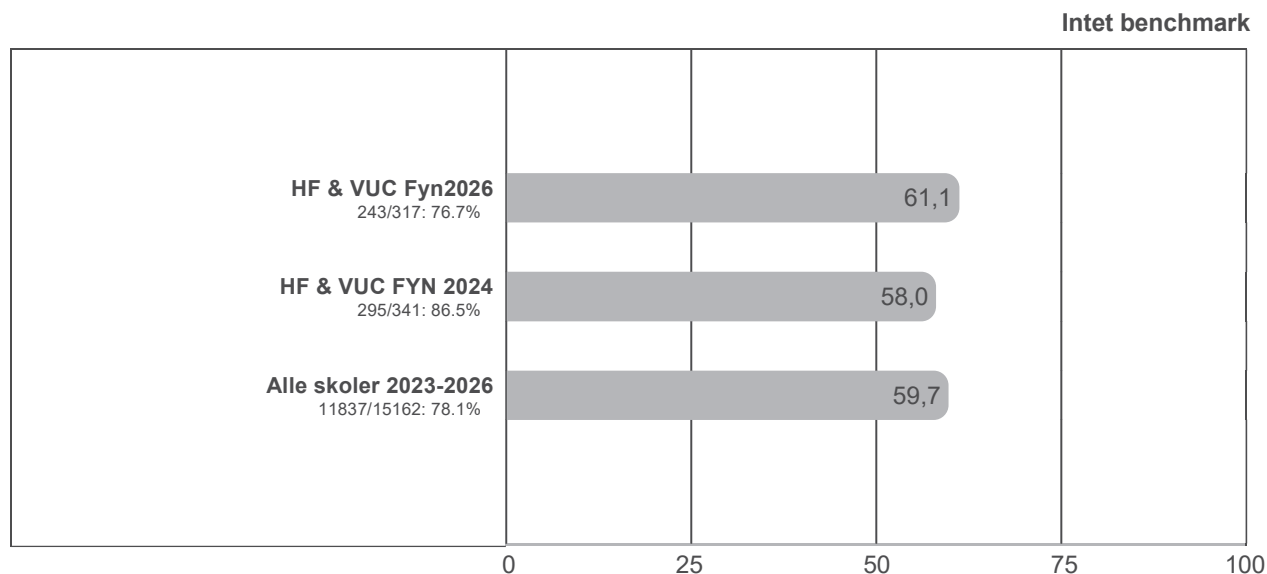 Intet benchmark
HF & VUC Fyn2026
243/317: 76.7%
61,1
HF & VUC FYN 2024
295/341: 86.5%
58,0
Alle skoler 2023-2026
11837/15162: 78.1%
59,7
0 25 50 75 100